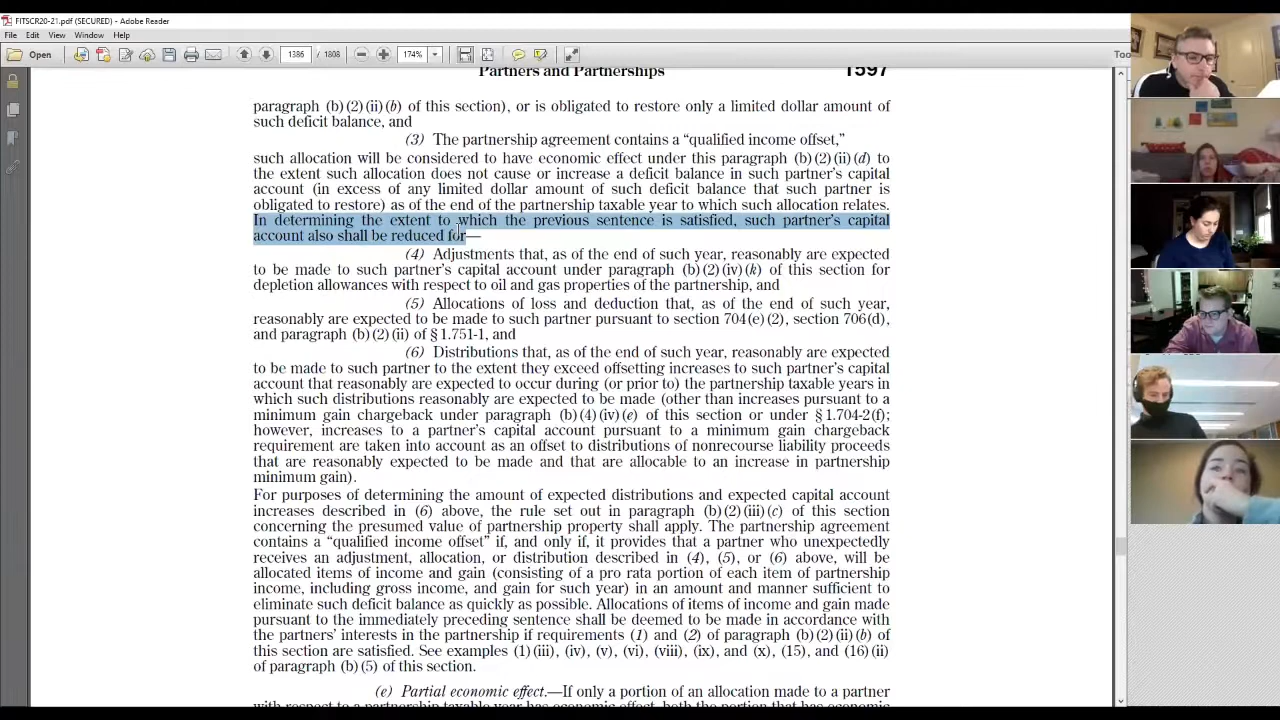 FITSCR20-21.pdf (SECURED) - Adobe Reader
File Edit View Window Help
Open 1386 / 1808 174% Too
Partners and Partnerships 1597
paragraph (b)(2)(ii)(b) of this section), or is obligated to restore only a limited dollar amount of
such deficit balance, and
(3) The partnership agreement contains a “qualified income offset,”
such allocation will be considered to have economic effect under this paragraph (b)(2)(ii)(d) to
the extent such allocation does not cause or increase a deficit balance in such partner’s capital
account (in excess of any limited dollar amount of such deficit balance that such partner is
obligated to restore) as of the end of the partnership taxable year to which such allocation relates.
In determining the extent to which the previous sentence is satisfied, such partner’s capital
account also shall be reduced for—
(4) Adjustments that, as of the end of such year, reasonably are expected
to be made to such partner’s capital account under paragraph (b)(2)(iv)(k) of this section for
depletion allowances with respect to oil and gas properties of the partnership, and
(5) Allocations of loss and deduction that, as of the end of such year,
reasonably are expected to be made to such partner pursuant to section 704(e)(2), section 706(d),
and paragraph (b)(2)(ii) of § 1.751-1, and
(6) Distributions that, as of the end of such year, reasonably are expected
to be made to such partner to the extent they exceed offsetting increases to such partner’s capital
account that reasonably are expected to occur during (or prior to) the partnership taxable years in
which such distributions reasonably are expected to be made (other than increases pursuant to a
minimum gain chargeback under paragraph (b)(4)(iv)(e) of this section or under § 1.704-2(f);
however, increases to a partner’s capital account pursuant to a minimum gain chargeback
requirement are taken into account as an offset to distributions of nonrecourse liability proceeds
that are reasonably expected to be made and that are allocable to an increase in partnership
minimum gain).
For purposes of determining the amount of expected distributions and expected capital account
increases described in (6) above, the rule set out in paragraph (b)(2)(iii)(c) of this section
concerning the presumed value of partnership property shall apply. The partnership agreement
contains a “qualified income offset” if, and only if, it provides that a partner who unexpectedly
receives an adjustment, allocation, or distribution described in (4), (5), or (6) above, will be
allocated items of income and gain (consisting of a pro rata portion of each item of partnership
income, including gross income, and gain for such year) in an amount and manner sufficient to
eliminate such deficit balance as quickly as possible. Allocations of items of income and gain made
pursuant to the immediately preceding sentence shall be deemed to be made in accordance with
the partners’ interests in the partnership if requirements (1) and (2) of paragraph (b)(2)(ii)(b) of
this section are satisfied. See examples (1)(iii), (iv), (v), (vi), (viii), (ix), and (x), (15), and (16)(ii)
of paragraph (b)(5) of this section.
(e) Partial economic effect.—If only a portion of an allocation made to a partner
with respect to a partnership taxable year has economic effect, both the portion that has economic